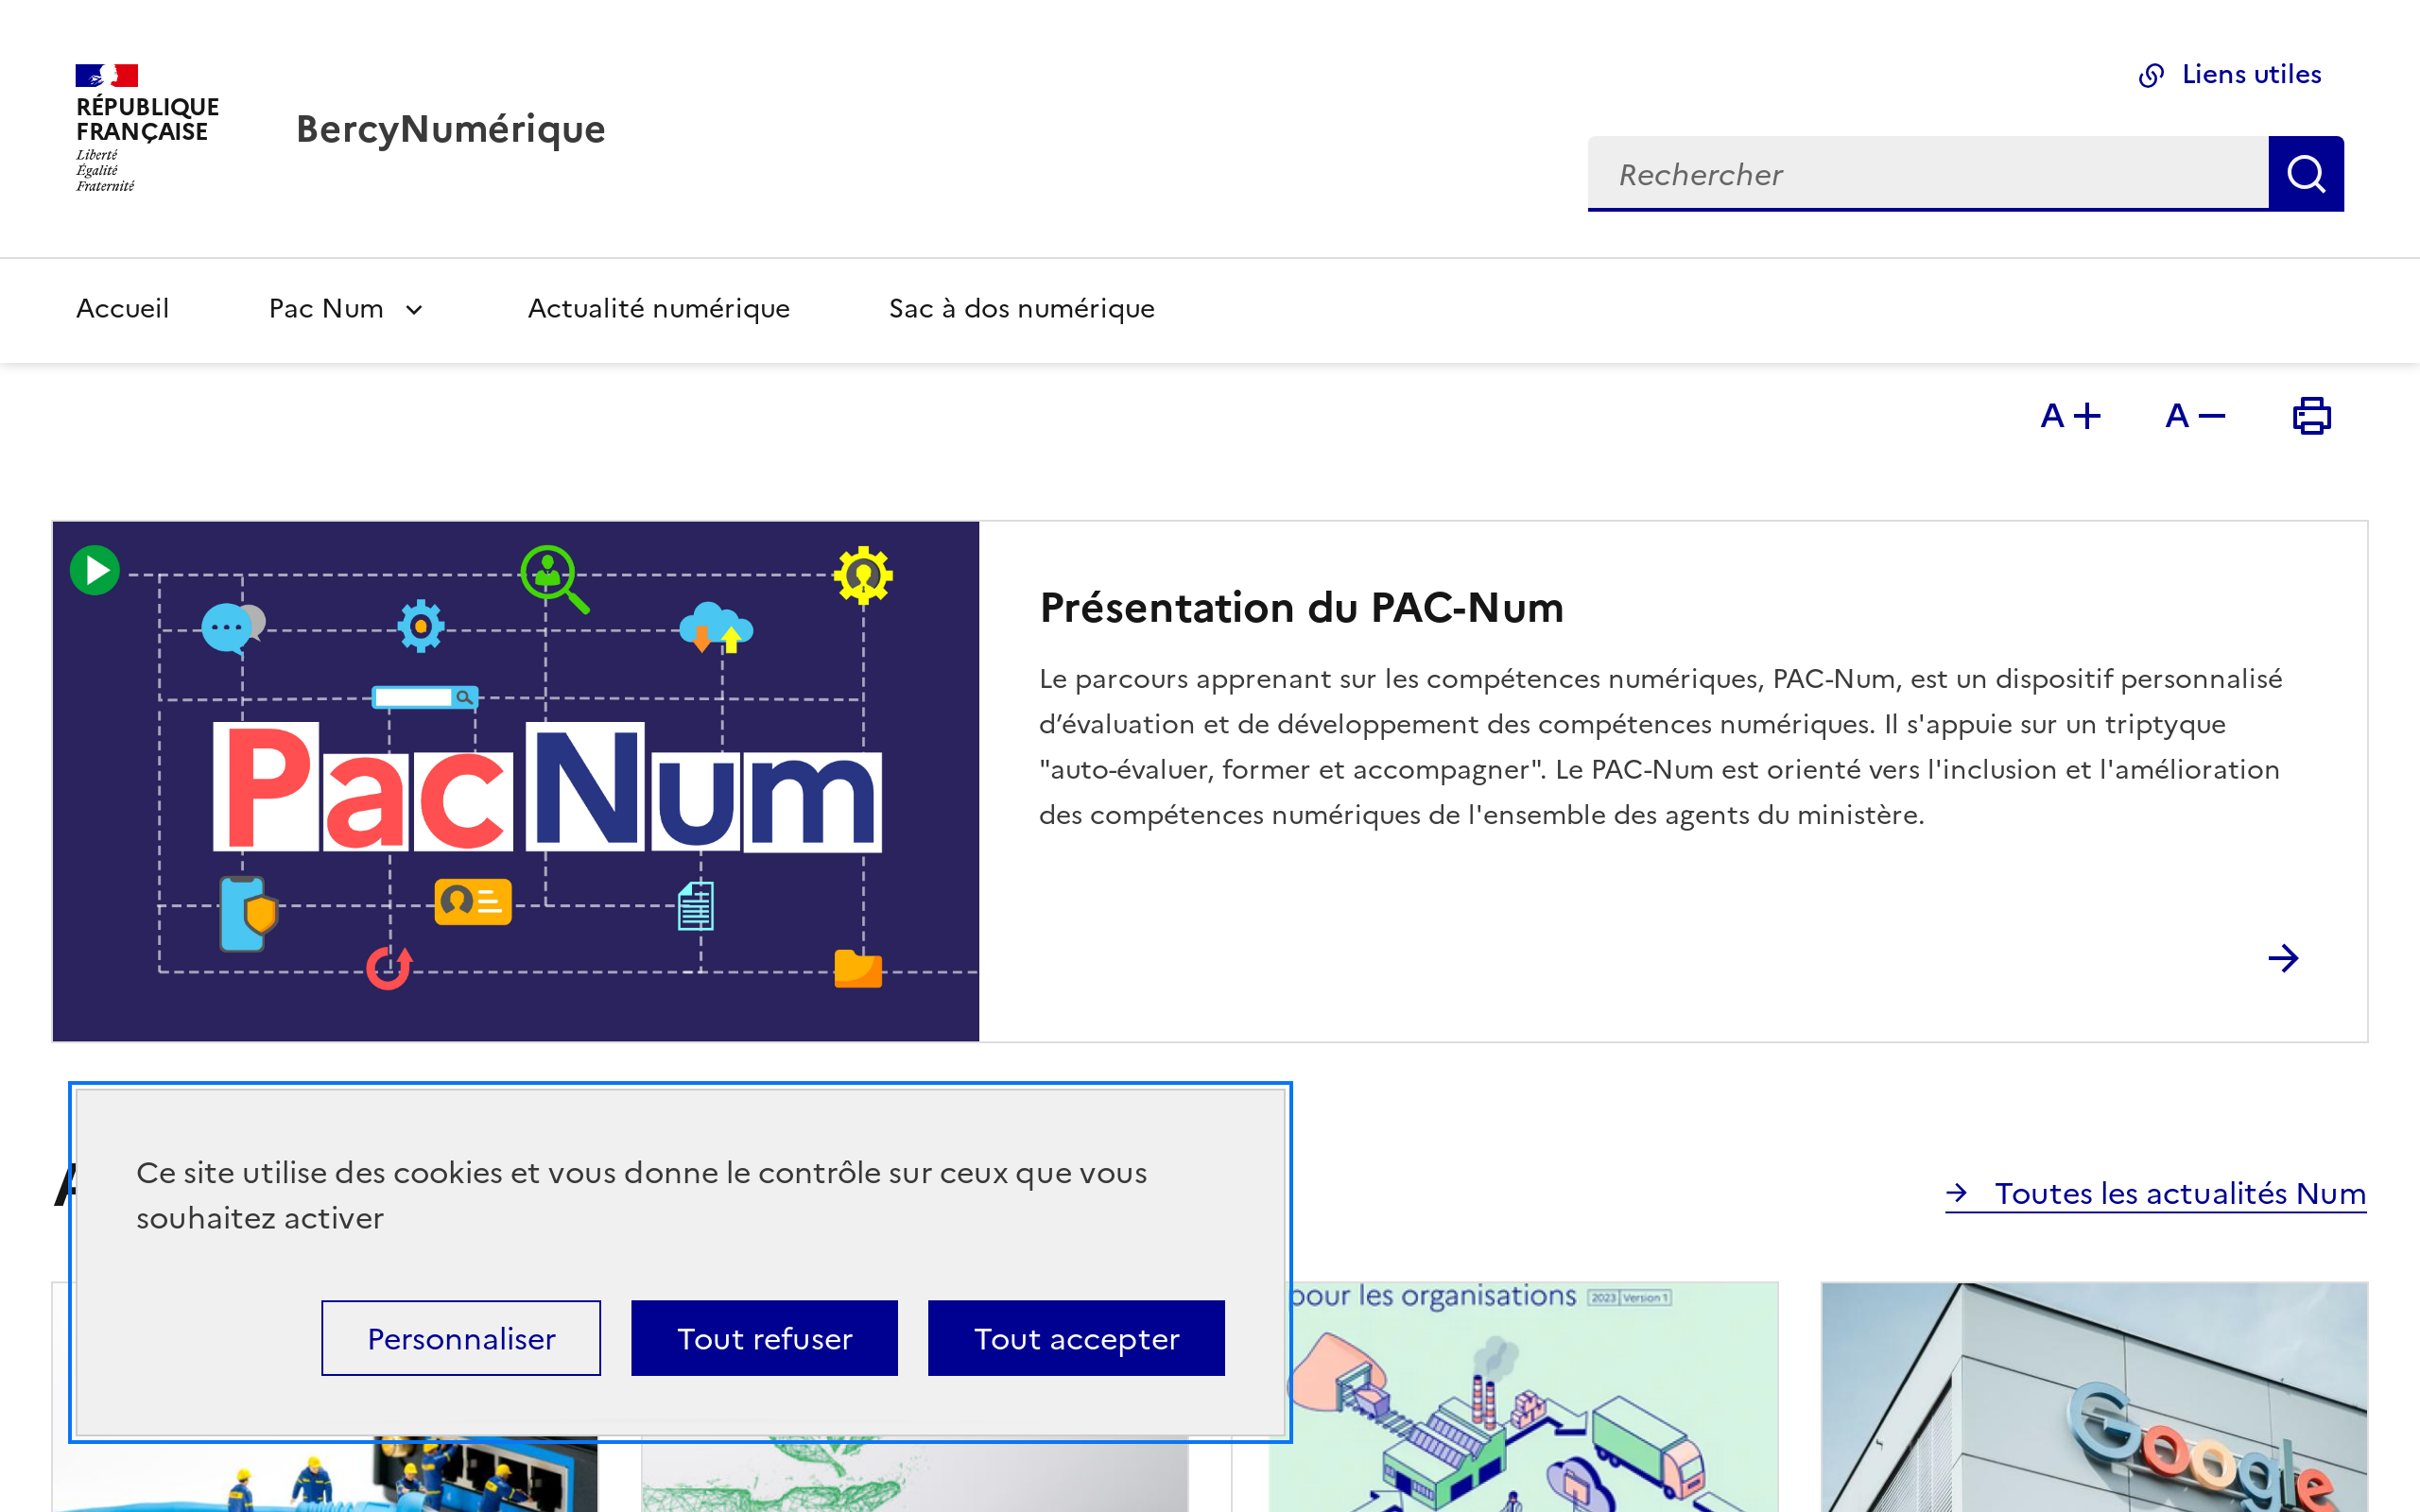 RÉPUBLIQUE
FRANÇAISE
Liberté
Égalité
Fraternité
BercyNumérique
Liens utiles
Rechercher
Accueil
Pac Num
Actualité numérique
Sac à dos numérique
A +
A −
Pac Num
Présentation du PAC-Num
Le parcours apprenant sur les compétences numériques, PAC-Num, est un dispositif personnalisé
d’évaluation et de développement des compétences numériques. Il s'appuie sur un triptyque
"auto-évaluer, former et accompagner". Le PAC-Num est orienté vers l'inclusion et l'amélioration
des compétences numériques de l'ensemble des agents du ministère.
Ce site utilise des cookies et vous donne le contrôle sur ceux que vous
souhaitez activer
Personnaliser
Tout refuser
Tout accepter
Toutes les actualités Num
pour les organisations 2023 Version 1
Google